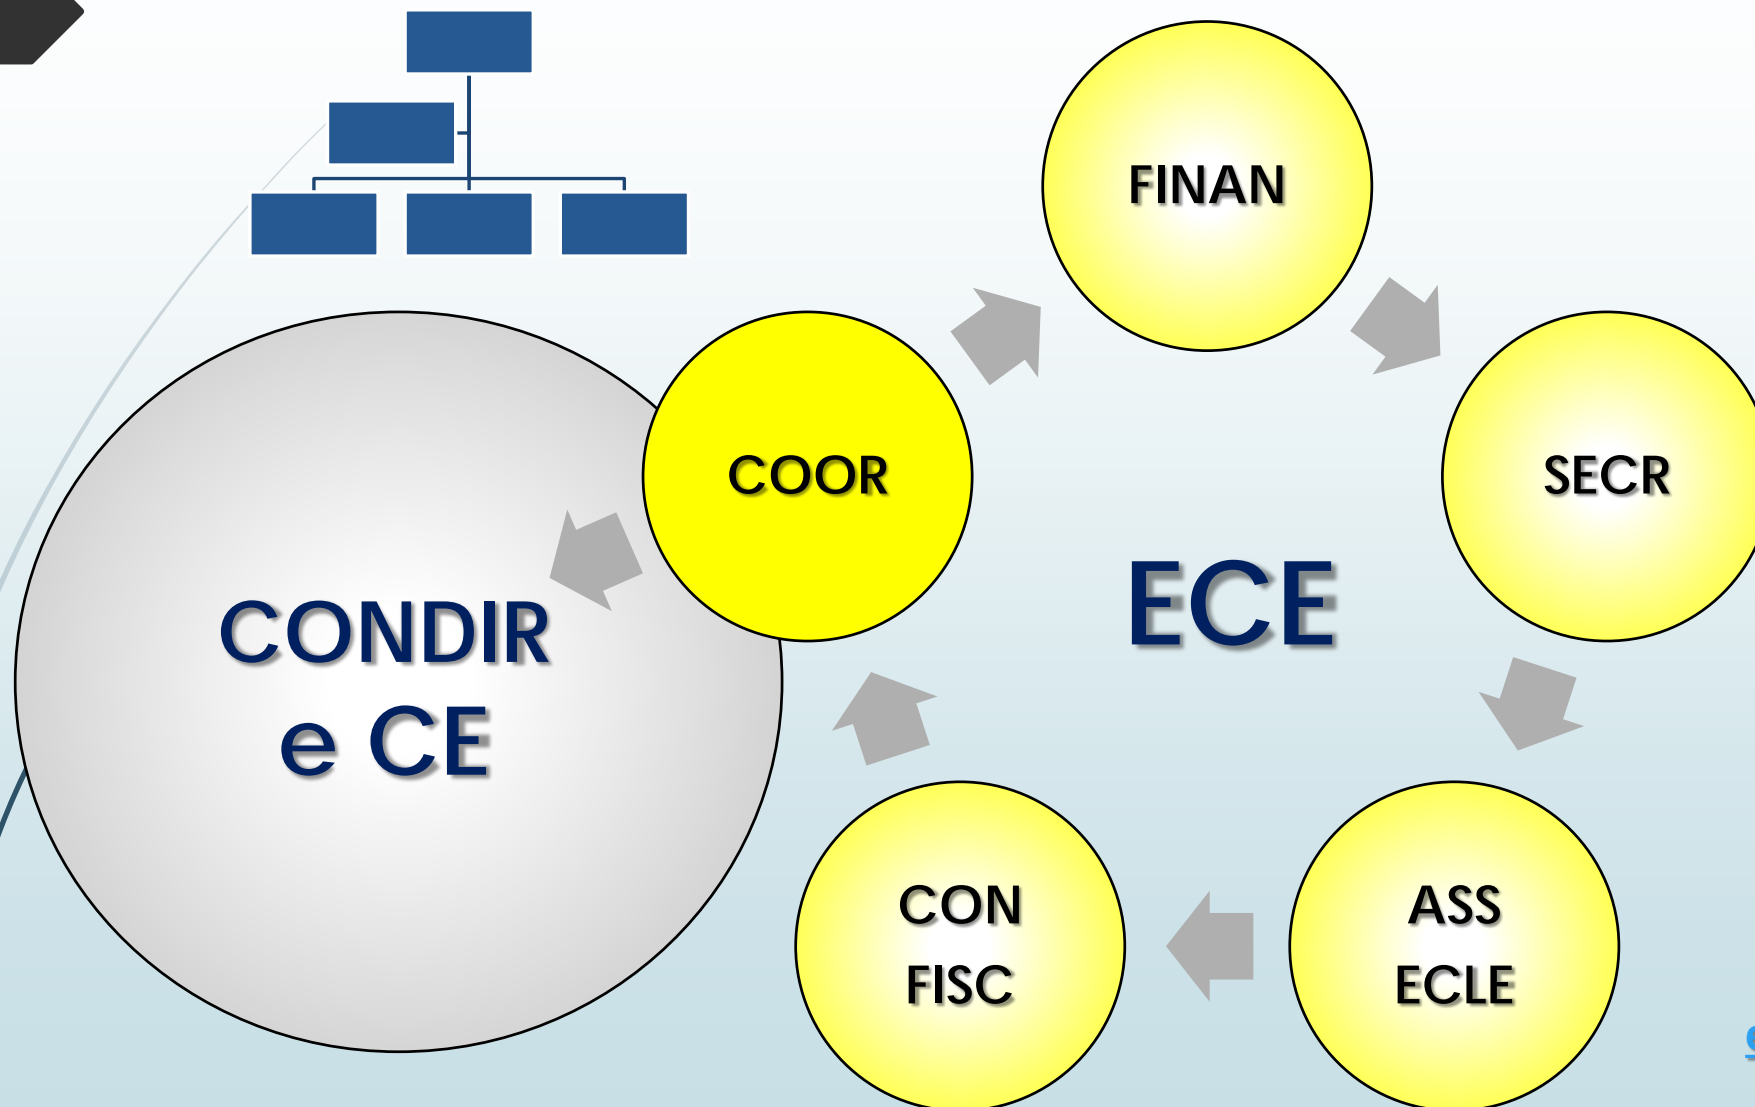 FINAN
COOR
SECR
ECE
CONDIR
e CE
CON
FISC
ASS
ECLE